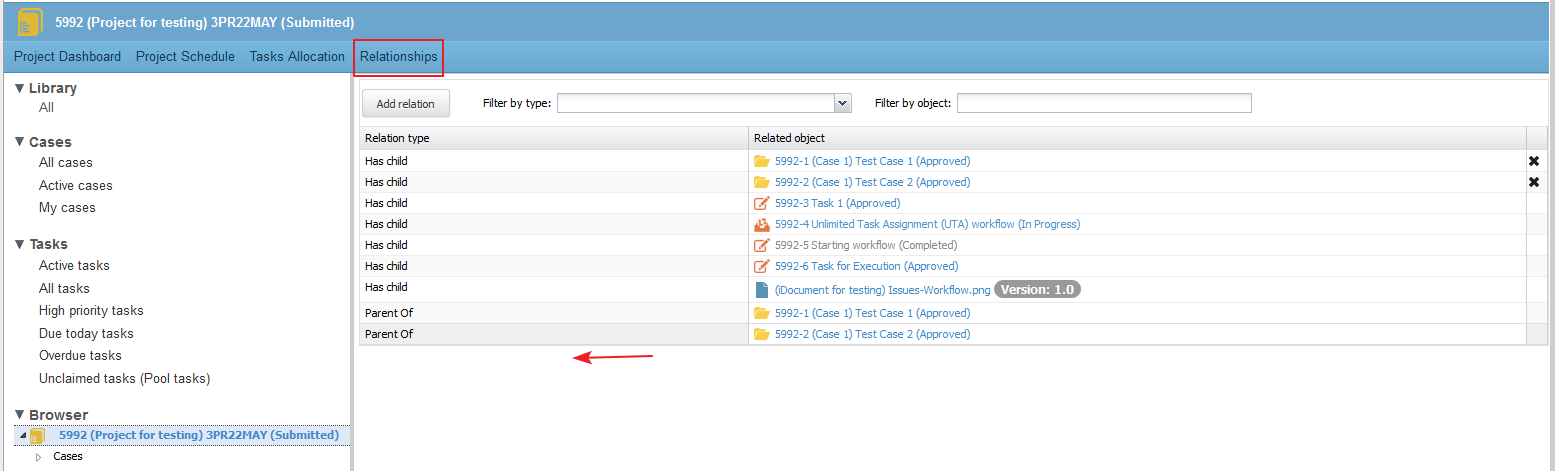 5992 (Project for testing) 3PR22MAY (Submitted)
Project Dashboard Project Schedule Tasks Allocation Relationships
Library
All
Cases
All cases
Active cases
My cases
Tasks
Active tasks
All tasks
High priority tasks
Due today tasks
Overdue tasks
Unclaimed tasks (Pool tasks)
Browser
5992 (Project for testing) 3PR22MAY (Submitted)
Cases
Add relation Filter by type: Filter by object:
Relation type Related object
Has child 5992-1 (Case 1) Test Case 1 (Approved)
Has child 5992-2 (Case 1) Test Case 2 (Approved)
Has child 5992-3 Task 1 (Approved)
Has child 5992-4 Unlimited Task Assignment (UTA) workflow (In Progress)
Has child 5992-5 Starting workflow (Completed)
Has child 5992-6 Task for Execution (Approved)
Has child (iDocument for testing) Issues-Workflow.png Version: 1.0
Parent Of 5992-1 (Case 1) Test Case 1 (Approved)
Parent Of 5992-2 (Case 1) Test Case 2 (Approved)